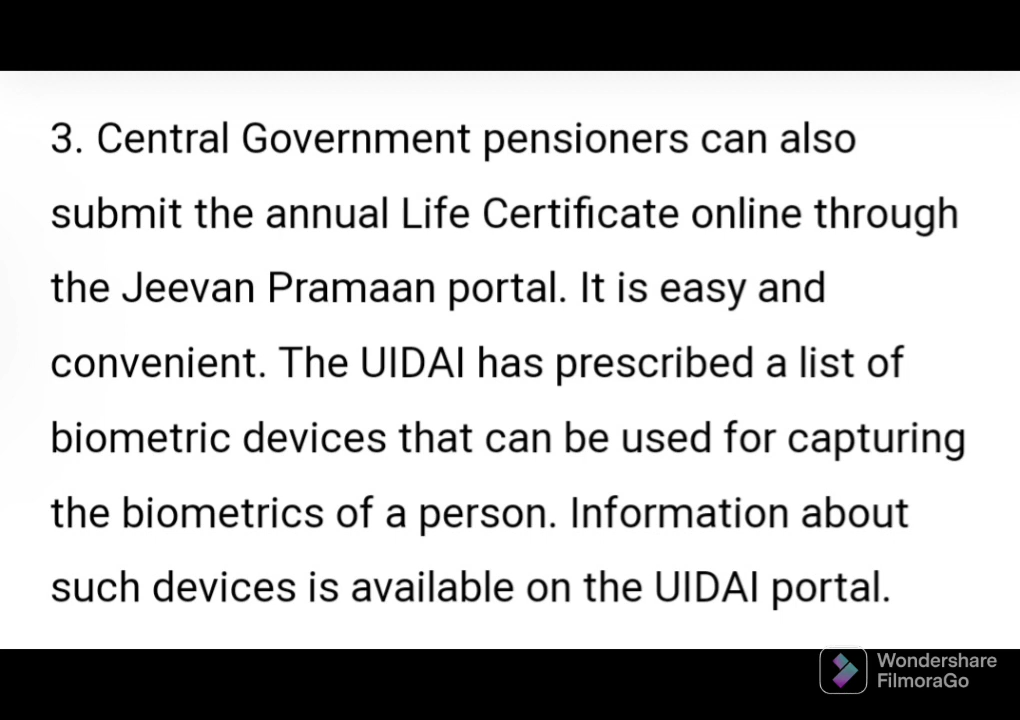 3. Central Government pensioners can also
submit the annual Life Certificate online through
the Jeevan Pramaan portal. It is easy and
convenient. The UIDAI has prescribed a list of
biometric devices that can be used for capturing
the biometrics of a person. Information about
such devices is available on the UIDAI portal.
Wondershare
FilmoraGo